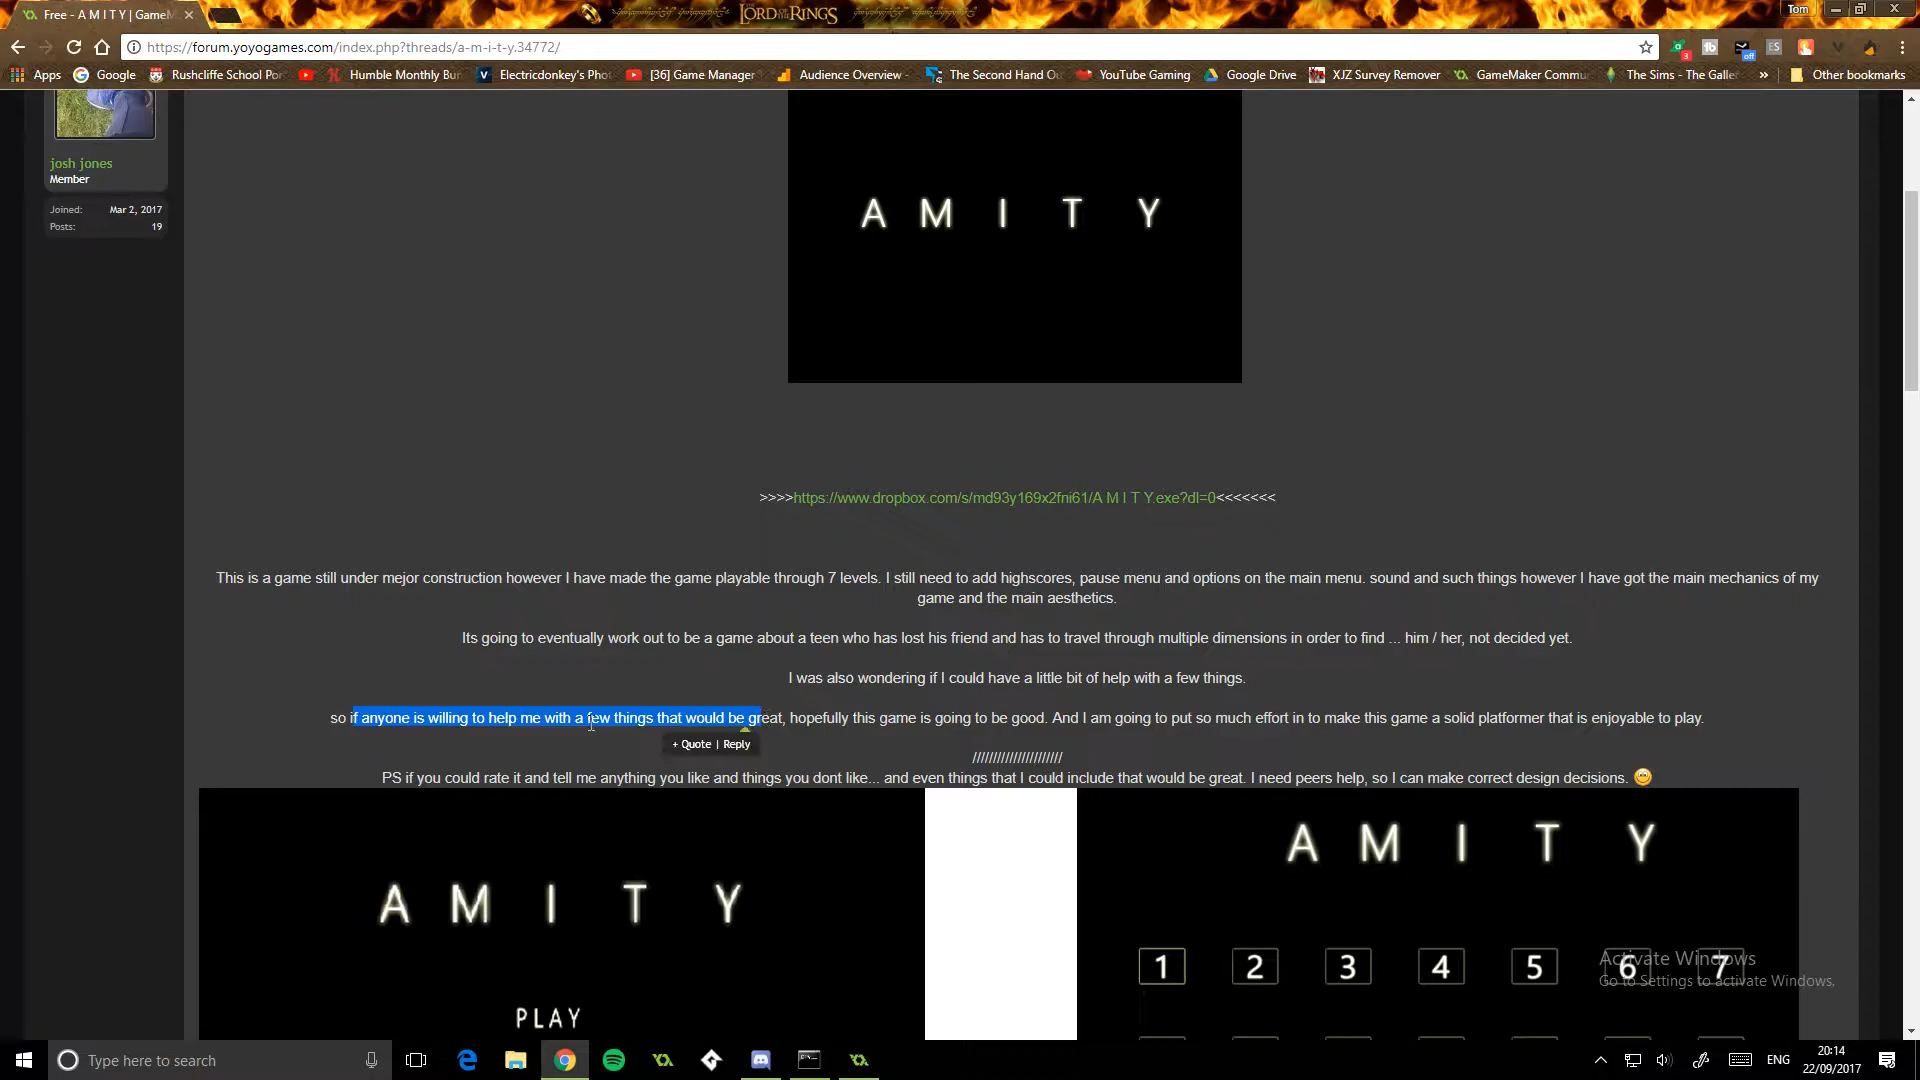 Free - A M I T Y | GameM
LORD OF THE RINGS
Tom
https://forum.yoyogames.com/index.php?threads/a-m-i-t-y.34772/
Apps Google Rushcliffe School Por Humble Monthly Bun Electricdonkey's Phot [36] Game Manager Audience Overview - The Second Hand Ou YouTube Gaming Google Drive XJZ Survey Remover GameMaker Commu The Sims - The Galler » Other bookmarks
josh jones
Member
Joined: Mar 2, 2017
Posts: 19
A M I T Y
>>>>https://www.dropbox.com/s/md93y169x2fni61/A M I T Y.exe?dl=0<<<<<<<
This is a game still under mejor construction however I have made the game playable through 7 levels. I still need to add highscores, pause menu and options on the main menu. sound and such things however I have got the main mechanics of my
game and the main aesthetics.
Its going to eventually work out to be a game about a teen who has lost his friend and has to travel through multiple dimensions in order to find ... him / her, not decided yet.
I was also wondering if I could have a little bit of help with a few things.
so if anyone is willing to help me with a few things that would be great, hopefully this game is going to be good. And I am going to put so much effort in to make this game a solid platformer that is enjoyable to play.
+ Quote | Reply
//////////////////////
PS if you could rate it and tell me anything you like and things you dont like... and even things that I could include that would be great. I need peers help, so I can make correct design decisions.
A M I T Y
PLAY
A M I T Y
1 2 3 4 5 6 7
Activate Windows
Go to Settings to activate Windows.
Type here to search
ENG
20:14
22/09/2017